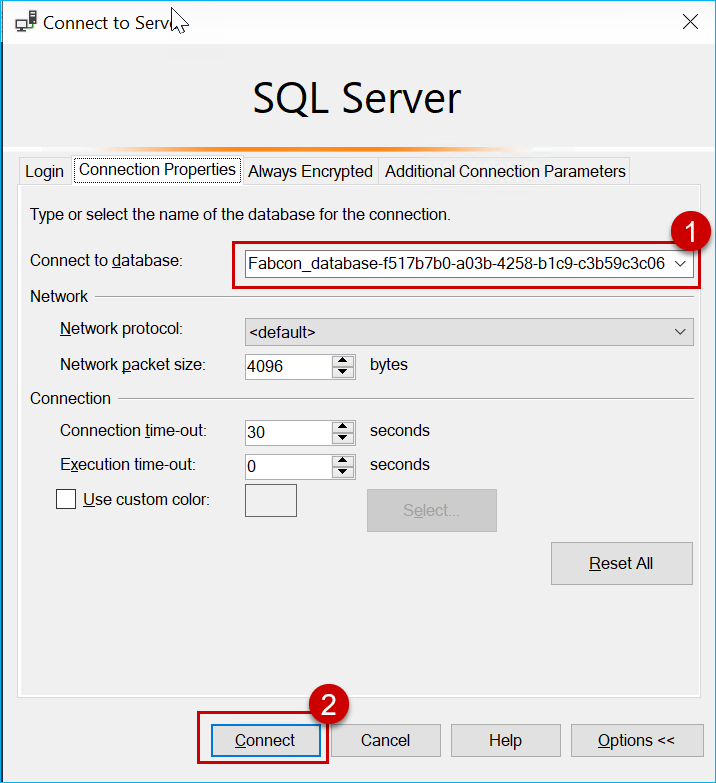 Connect to Serv
SQL Server
Login Connection Properties Always Encrypted Additional Connection Parameters
Type or select the name of the database for the connection.
1
Connect to database: Fabcon_database-f517b7b0-a03b-4258-b1c9-c3b59c3c06
Network
Network protocol: <default>
Network packet size: 4096 bytes
Connection
Connection time-out: 30 seconds
Execution time-out: 0 seconds
Use custom color: Select...
Reset All
2
Connect Cancel Help Options <<